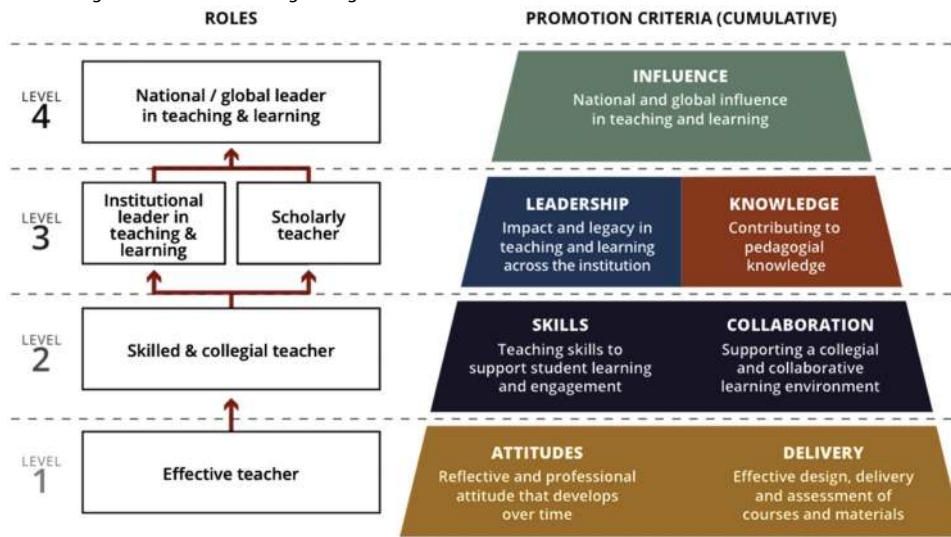 ROLES
PROMOTION CRITERIA (CUMULATIVE)
LEVEL
4
National / global leader
in teaching & learning
INFLUENCE
National and global influence
in teaching and learning
LEVEL
3
Institutional
leader in
teaching &
learning
Scholarly
teacher
LEADERSHIP
Impact and legacy in
teaching and learning
across the institution
KNOWLEDGE
Contributing to
pedagogial
knowledge
LEVEL
2
Skilled & collegial teacher
SKILLS
Teaching skills to
support student learning
and engagement
COLLABORATION
Supporting a collegial
and collaborative
learning environment
LEVEL
1
Effective teacher
ATTITUDES
Reflective and professional
attitude that develops
over time
DELIVERY
Effective design, delivery
and assessment of
courses and materials